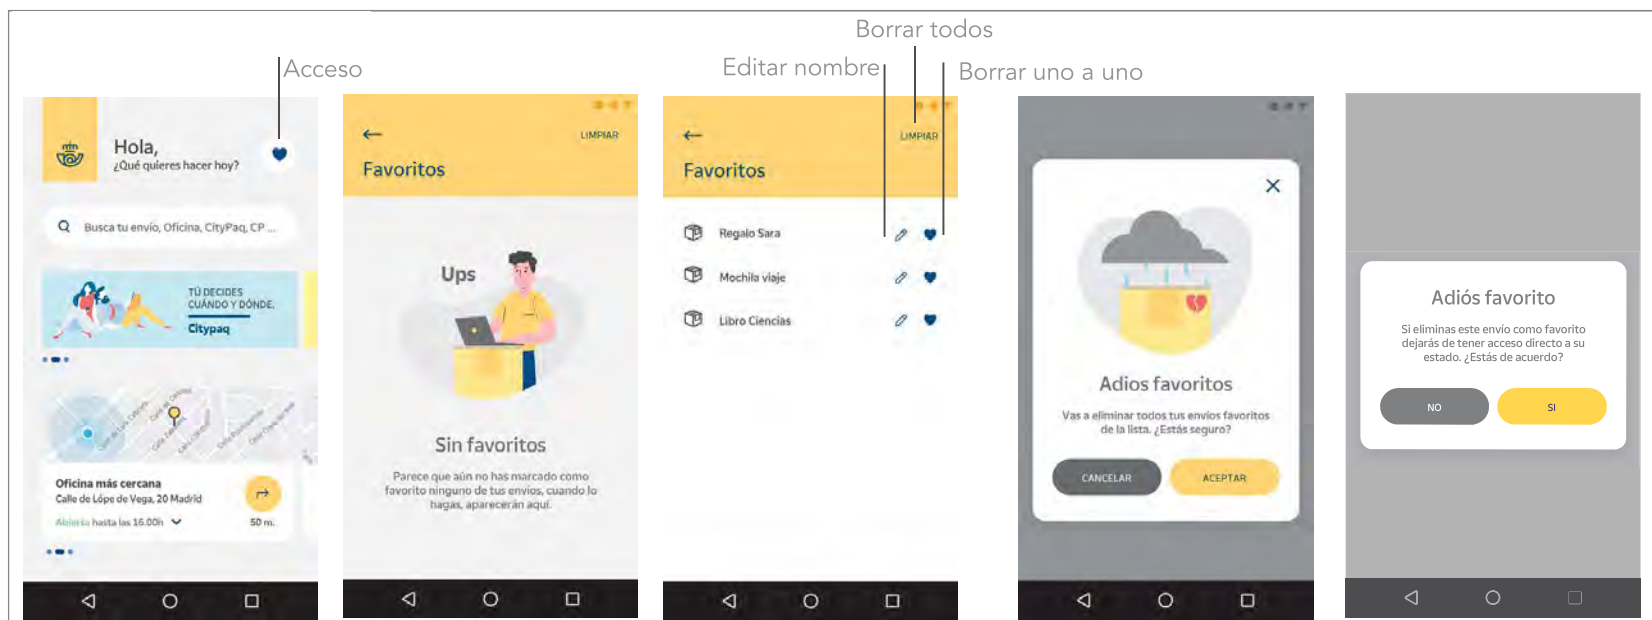 Borrar todos
Editar nombre
Borrar uno a uno
Acceso
Hola,
¿Qué quieres hacer hoy?
Busca tu envío, Oficina, CityPaq, CP ...
TÚ DECIDES
CUÁNDO Y DÓNDE.
Citypaq
Oficina más cercana
Calle de Lópe de Vega, 20 Madrid
Abierta hasta las 16.00h
50 m.
LIMPIAR
Favoritos
Ups
Sin favoritos
Parece que aún no has marcado como
favorito ninguno de tus envíos, cuando lo
hagas, aparecerán aquí.
LIMPIAR
Favoritos
Regalo Sara
Mochila viaje
Libro Ciencias
Adios favoritos
Vas a eliminar todos tus envíos favoritos
de la lista. ¿Estás seguro?
CANCELAR
ACEPTAR
Adiós favorito
Si eliminas este envío como favorito
dejarás de tener acceso directo a su
estado. ¿Estás de acuerdo?
NO
SI